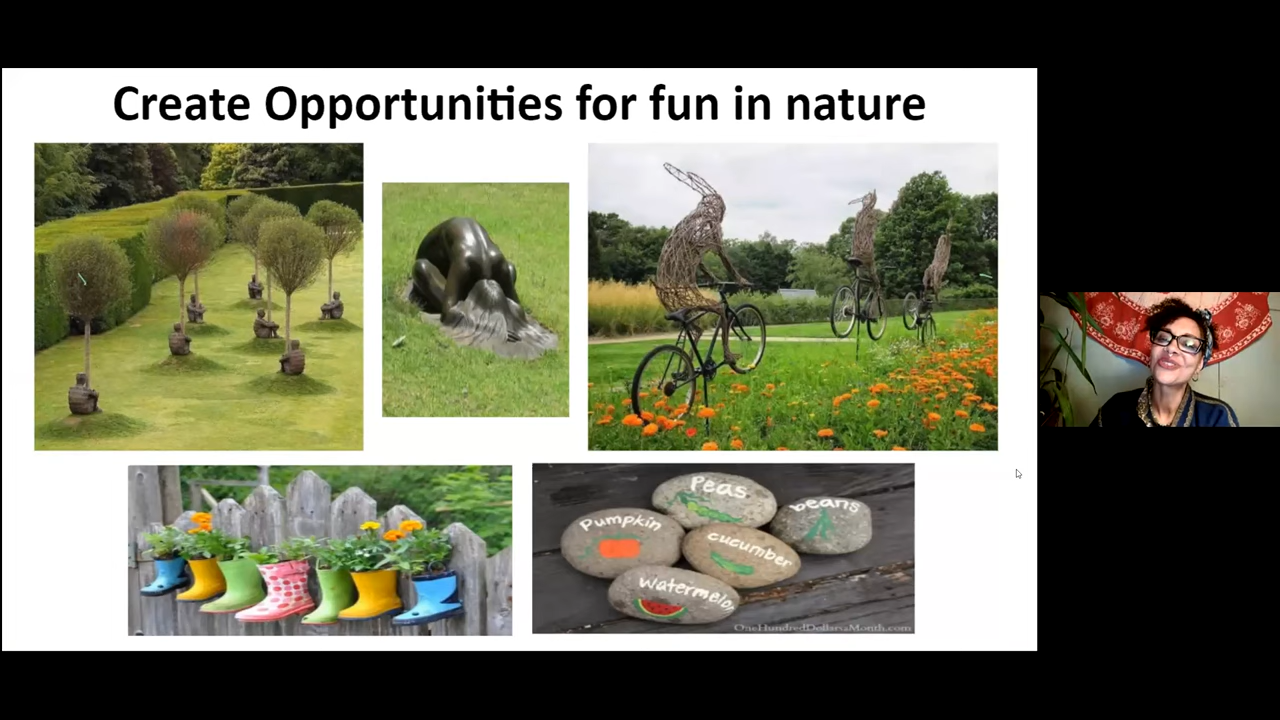 Create Opportunities for fun in nature
Peas
beans
Pumpkin
cucumber
Watermelon
OneHundredDollarsaMonth.com